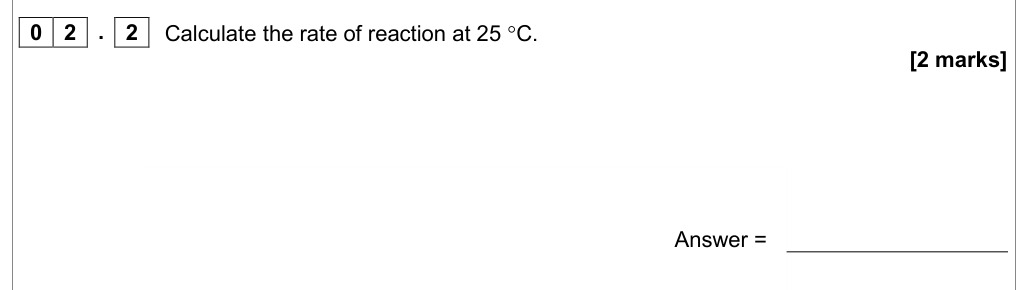 0 2 . 2 Calculate the rate of reaction at 25 °C.
[2 marks]
Answer =